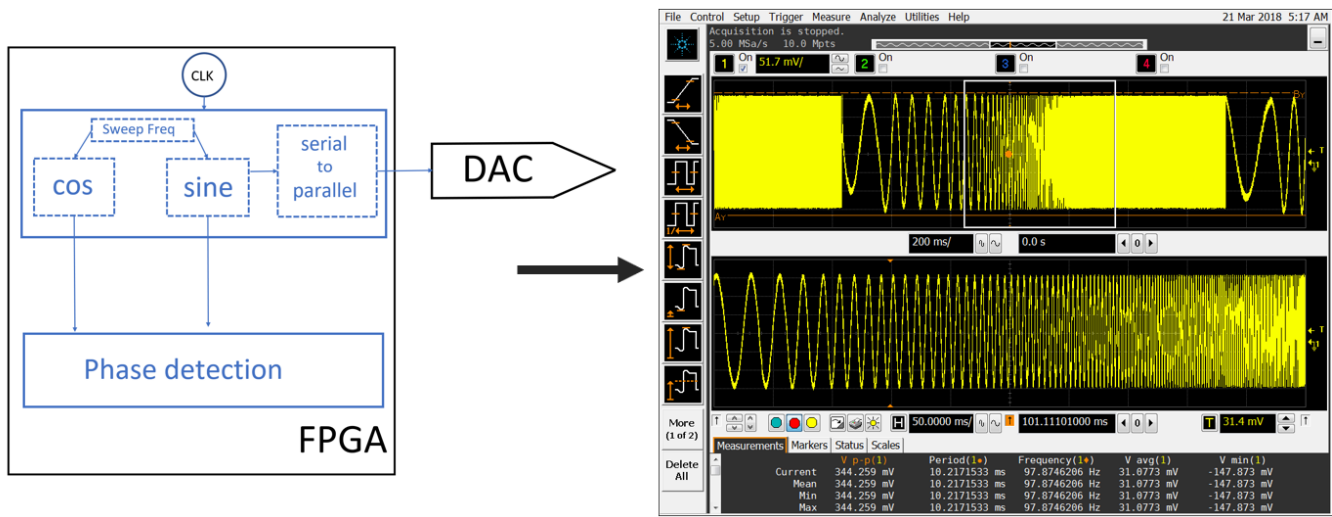 CLK
Sweep Freq
cos
sine
serial
to
parallel
DAC
Phase detection
FPGA
File Control Setup Trigger Measure Analyze Utilities Help 21 Mar 2018 5:17 AM
Acquisition is stopped.
5.00 MSa/s 10.0 Mpts
1 On 51.7 mV/ 2 On 3 On 4 On
By
T
Ay
200 ms/ 0.0 s 0
T
More
(1 of 2)
Delete
All
H 50.0000 ms/ 101.11101000 ms 0 T 31.4 mV
Measurements Markers Status Scales
V p-p(1) Period(1) Frequency(1) V avg(1) V min(1)
Current 344.259 mV 10.2171533 ms 97.8746206 Hz 31.0773 mV -147.873 mV
Mean 344.259 mV 10.2171533 ms 97.8746206 Hz 31.0773 mV -147.873 mV
Min 344.259 mV 10.2171533 ms 97.8746206 Hz 31.0773 mV -147.873 mV
Max 344.259 mV 10.2171533 ms 97.8746206 Hz 31.0773 mV -147.873 mV